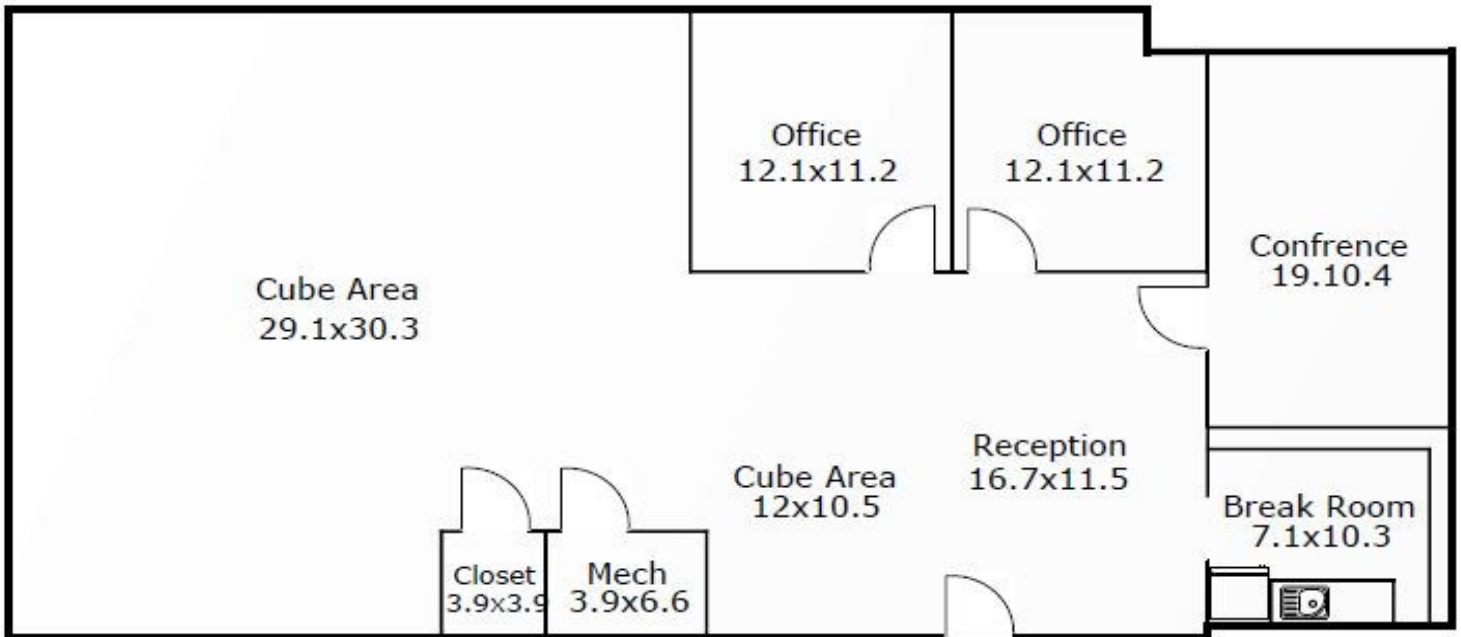 Office
12.1x11.2
Office
12.1x11.2
Confrence
19.10.4
Cube Area
29.1x30.3
Reception
16.7x11.5
Cube Area
12x10.5
Break Room
7.1x10.3
Closet
3.9x3.9
Mech
3.9x6.6